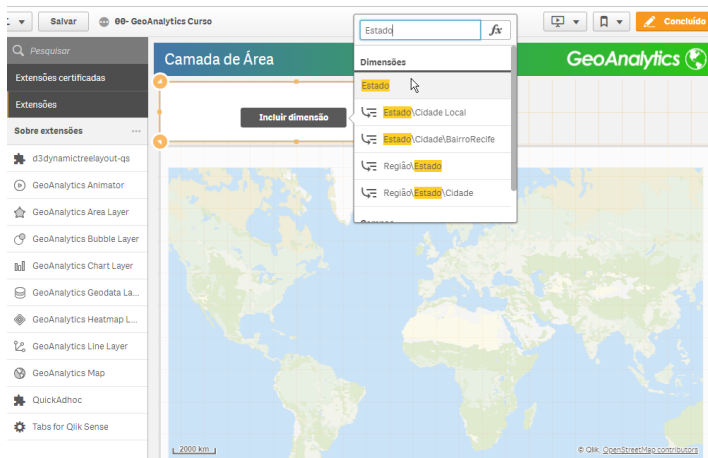 Salvar
00- GeoAnalytics Curso
Estado
fx
Concluído
Pesquisar
Camada de Área
GeoAnalytics
Extensões certificadas
Extensões
Sobre extensões
d3dynamictreelayout-qs
GeoAnalytics Animator
GeoAnalytics Area Layer
GeoAnalytics Bubble Layer
GeoAnalytics Chart Layer
GeoAnalytics Geodata La...
GeoAnalytics Heatmap L...
GeoAnalytics Line Layer
GeoAnalytics Map
QuickAdhoc
Tabs for Qlik Sense
Incluir dimensão
Dimensões
Estado
Estado\Cidade Local
Estado\Cidade\BairroRecife
Região\Estado
Região\Estado\Cidade
2000 km
© Qlik, OpenStreetMap contributors